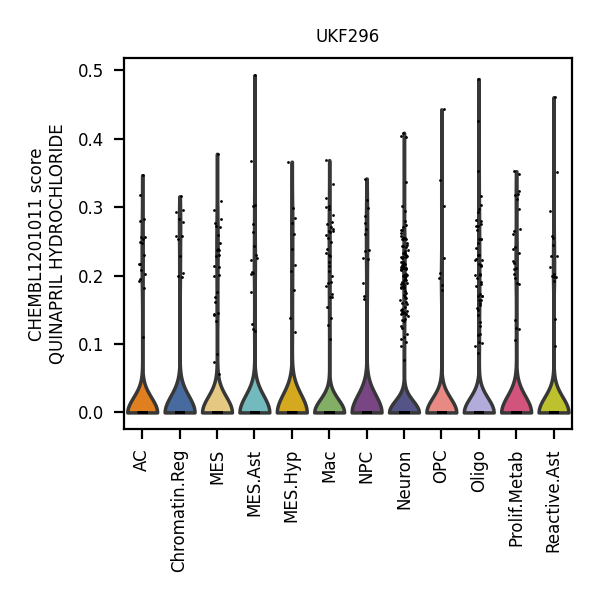 UKF296
CHEMBL1201011 score
QUINAPRIL HYDROCHLORIDE
0.5
0.4
0.3
0.2
0.1
0.0
AC
Chromatin.Reg
MES
MES.Ast
MES.Hyp
Mac
NPC
Neuron
OPC
Oligo
Prolif.Metab
Reactive.Ast